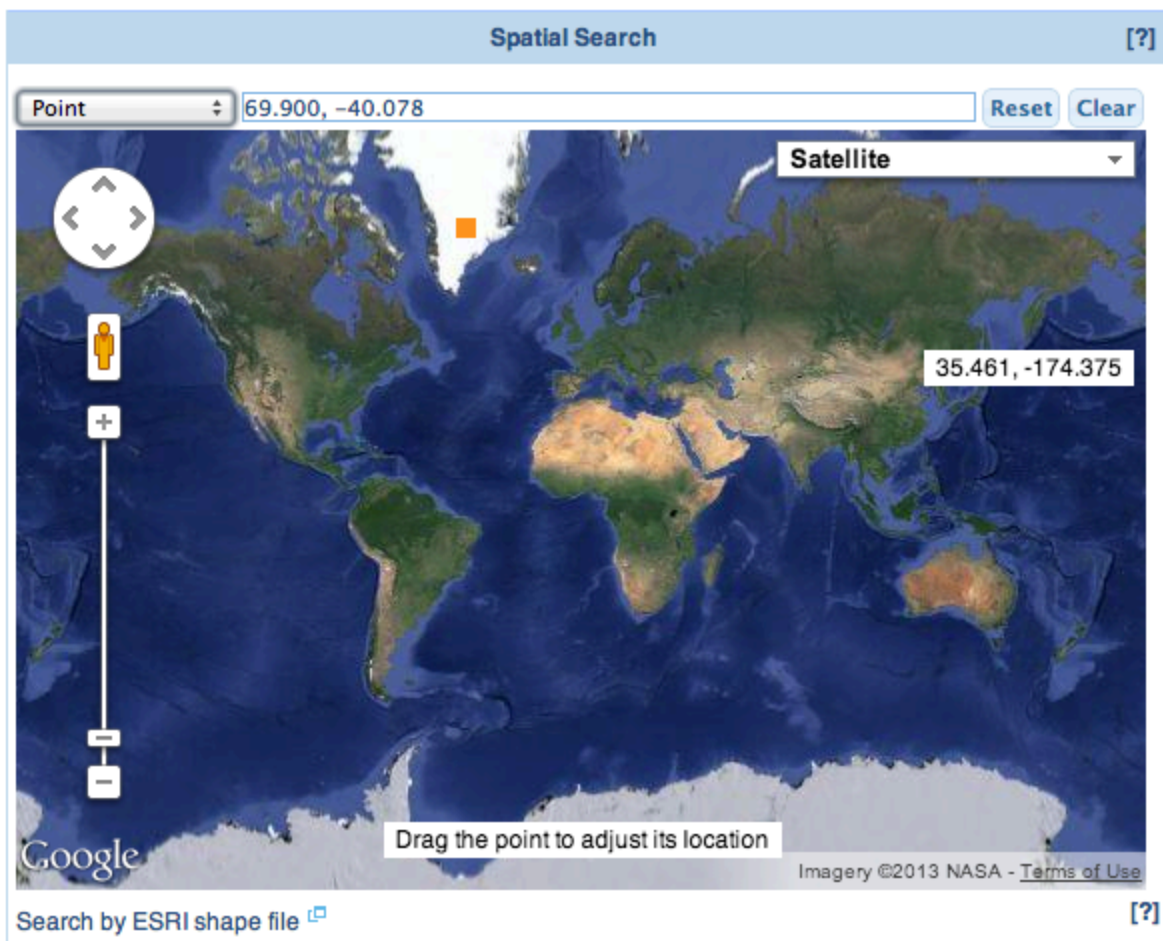 Spatial Search [?]
Point 69.900, −40.078 Reset Clear
Satellite
35.461, -174.375
Drag the point to adjust its location
Google
Imagery ©2013 NASA - Terms of Use
Search by ESRI shape file [?]